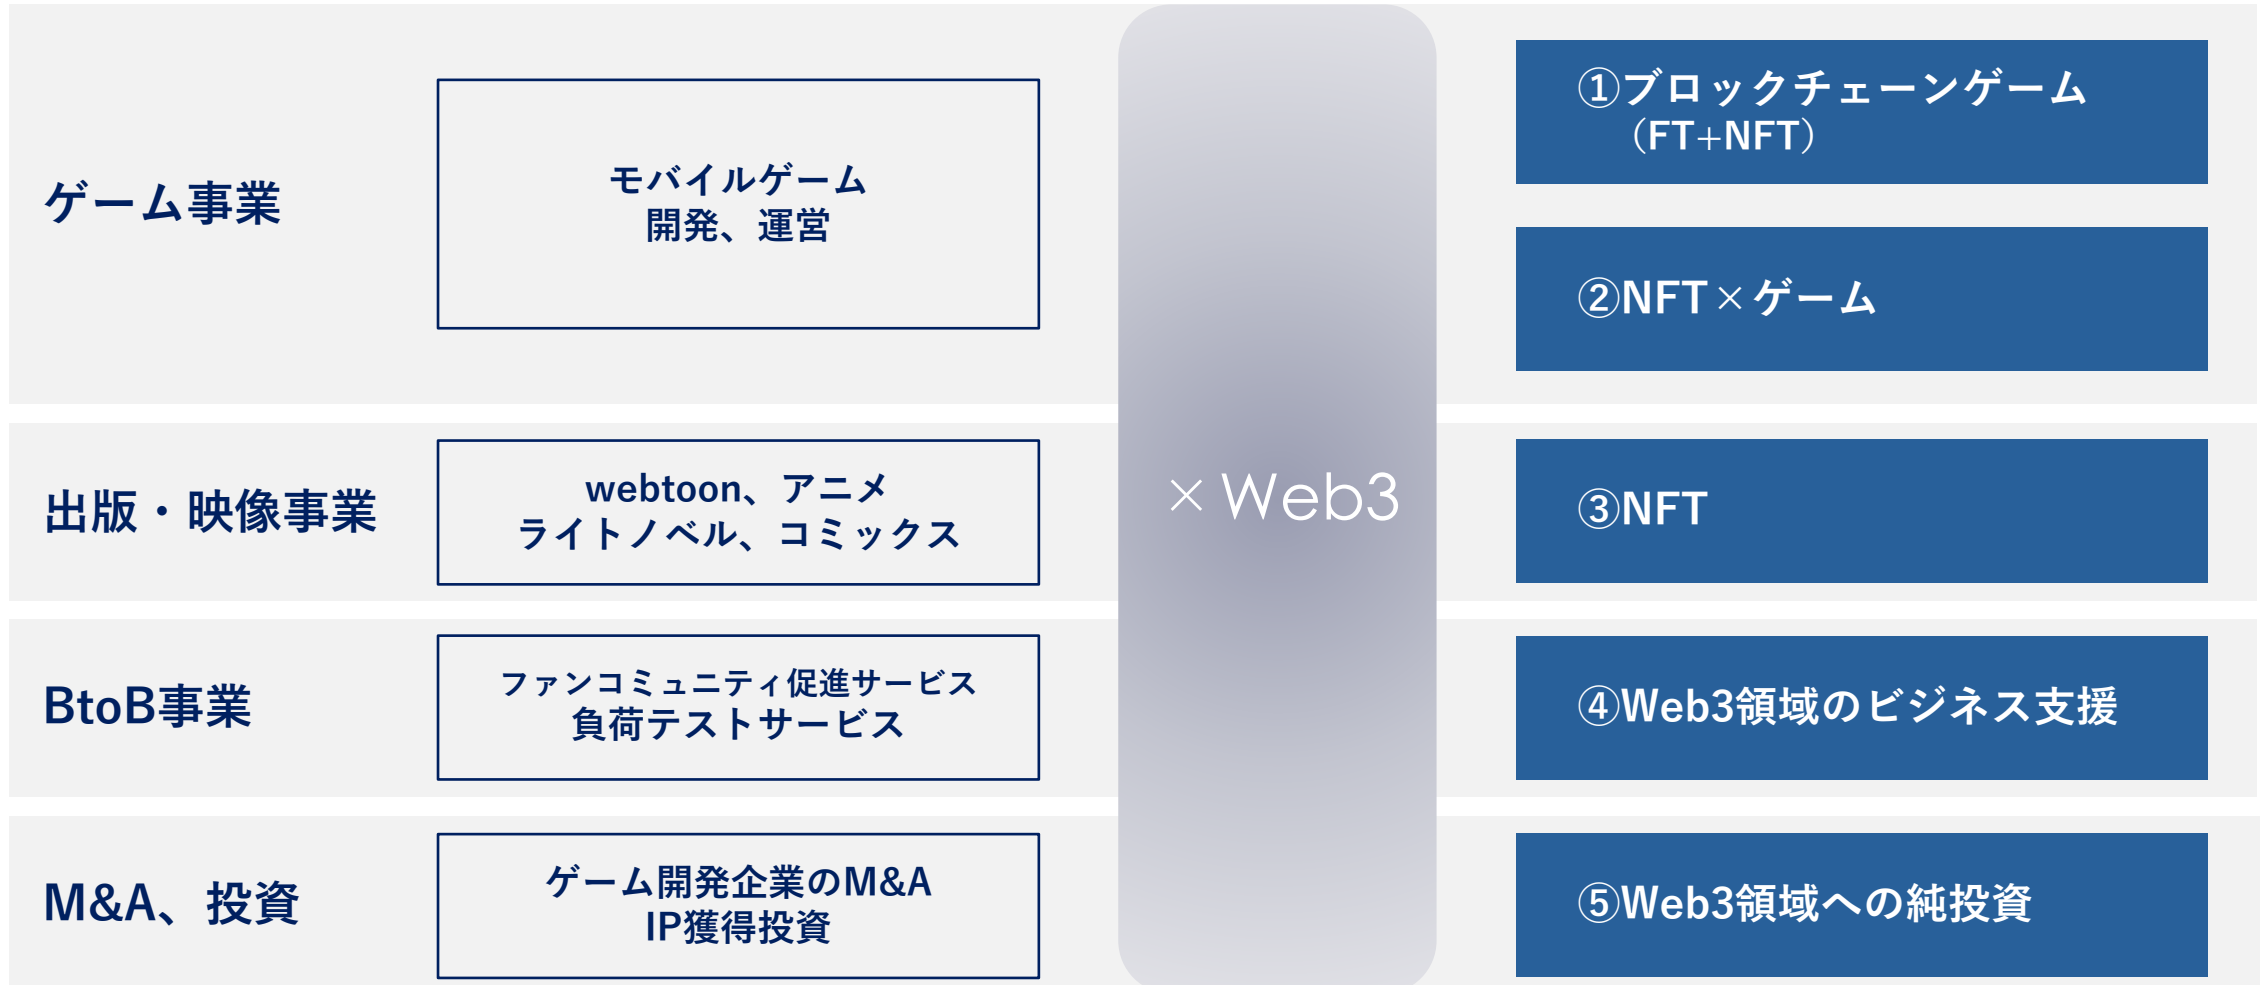 ゲーム事業
モバイルゲーム
開発、運営
①ブロックチェーンゲーム
（FT+NFT）
②NFT×ゲーム
出版・映像事業
webtoon、アニメ
ライトノベル、コミックス
×Web3
③NFT
BtoB事業
ファンコミュニティ促進サービス
負荷テストサービス
④Web3領域のビジネス支援
M&A、投資
ゲーム開発企業のM&A
IP獲得投資
⑤Web3領域への純投資